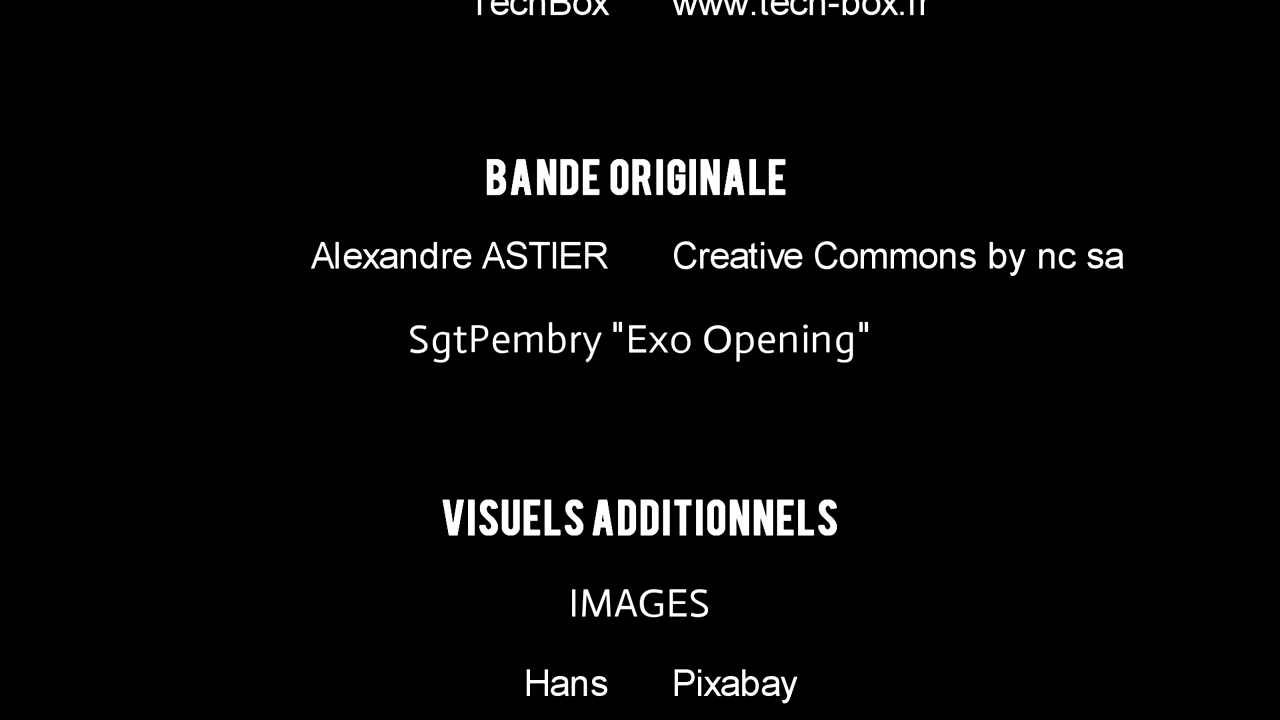 TechBox www.tech-box.fr
BANDE ORIGINALE
Alexandre ASTIER Creative Commons by nc sa
SgtPembry "Exo Opening"
VISUELS ADDITIONNELS
IMAGES
Hans Pixabay